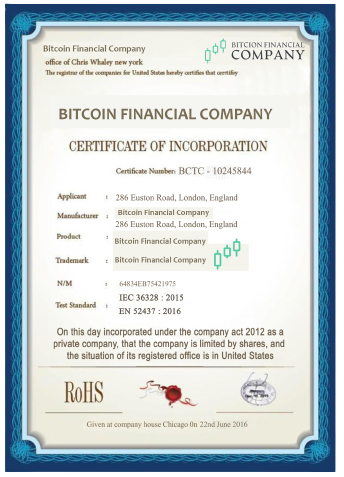 Bitcoin Financial Company
BITCION FINANCIAL
COMPANY
office of Chris Whaley new york
The registrar of the companies for United States hereby certifies that certifiy
BITCOIN FINANCIAL COMPANY
CERTIFICATE OF INCORPORATION
Certificate Number: BCTC - 10245844
Applicant : 286 Euston Road, London, England
Manufacturer : Bitcoin Financial Company
286 Euston Road, London, England
Product : Bitcoin Financial Company
Trademark : Bitcoin Financial Company
N/M : 64834EB75421975
Test Standard : IEC 36328 : 2015
EN 52437 : 2016
On this day incorporated under the company act 2012 as a
private company, that the company is limited by shares, and
the situation of its registered office is in United States
RoHS
Given at company house Chicago 0n 22nd June 2016